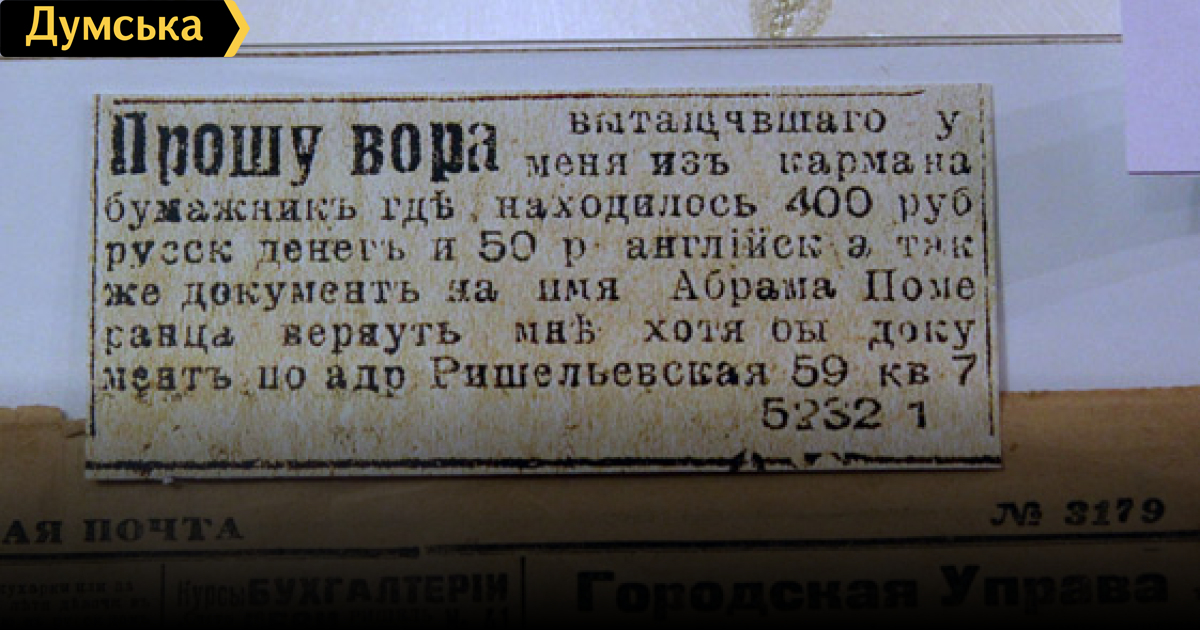 Думська
Прошу вора вытащившаго у
меня изъ кармана
бумажникъ гдѣ находилось 400 руб
русск денегъ и 50 р англійск а так
же документъ на имя Абрама Поме
ранца вернуть мнѣ хотя бы доку
ментъ по адр Ришельевская 59 кв 7
5232 1
АЯ ПОЧТА
№ 3179
Курсы БУХГАЛТЕРІИ
Городская Управа